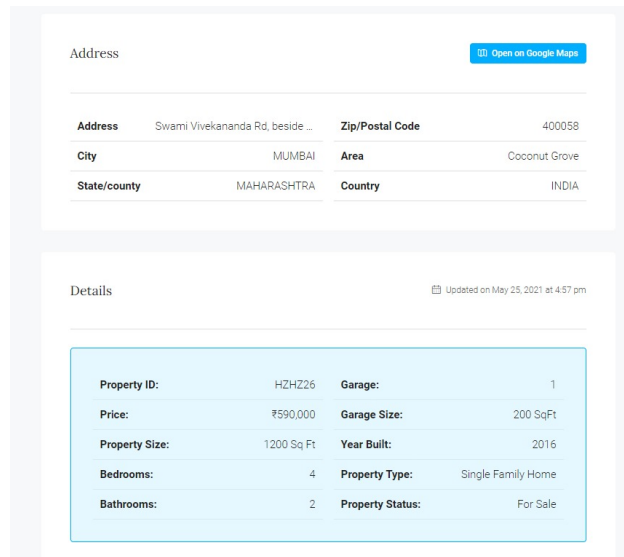 Address
Open on Google Maps
Address Swami Vivekananda Rd, beside ... Zip/Postal Code 400058
City MUMBAI Area Coconut Grove
State/county MAHARASHTRA Country INDIA
Details
Updated on May 25, 2021 at 4:57 pm
Property ID: HZHZ26 Garage: 1
Price: ₹590,000 Garage Size: 200 SqFt
Property Size: 1200 Sq Ft Year Built: 2016
Bedrooms: 4 Property Type: Single Family Home
Bathrooms: 2 Property Status: For Sale